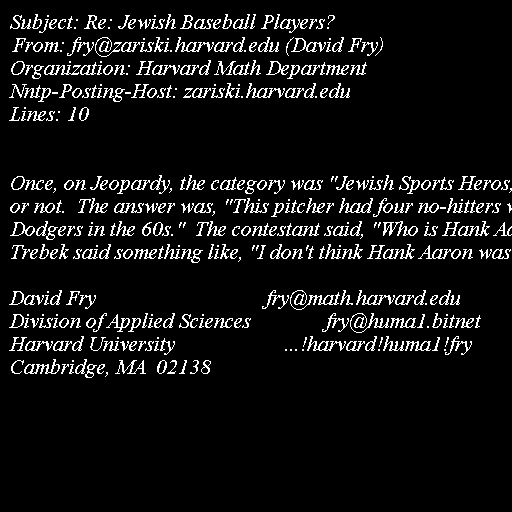 Subject: Re: Jewish Baseball Players?
From: fry@zariski.harvard.edu (David Fry)
Organization: Harvard Math Department
Nntp-Posting-Host: zariski.harvard.edu
Lines: 10
Once, on Jeopardy, the category was "Jewish Sports Heros,
or not. The answer was, "This pitcher had four no-hitters
Dodgers in the 60s." The contestant said, "Who is Hank
Trebek said something like, "I don't think Hank Aaron was
David Fry fry@math.harvard.edu
Division of Applied Sciences fry@huma1.bitnet
Harvard University ...!harvard!huma1!fry
Cambridge, MA 02138